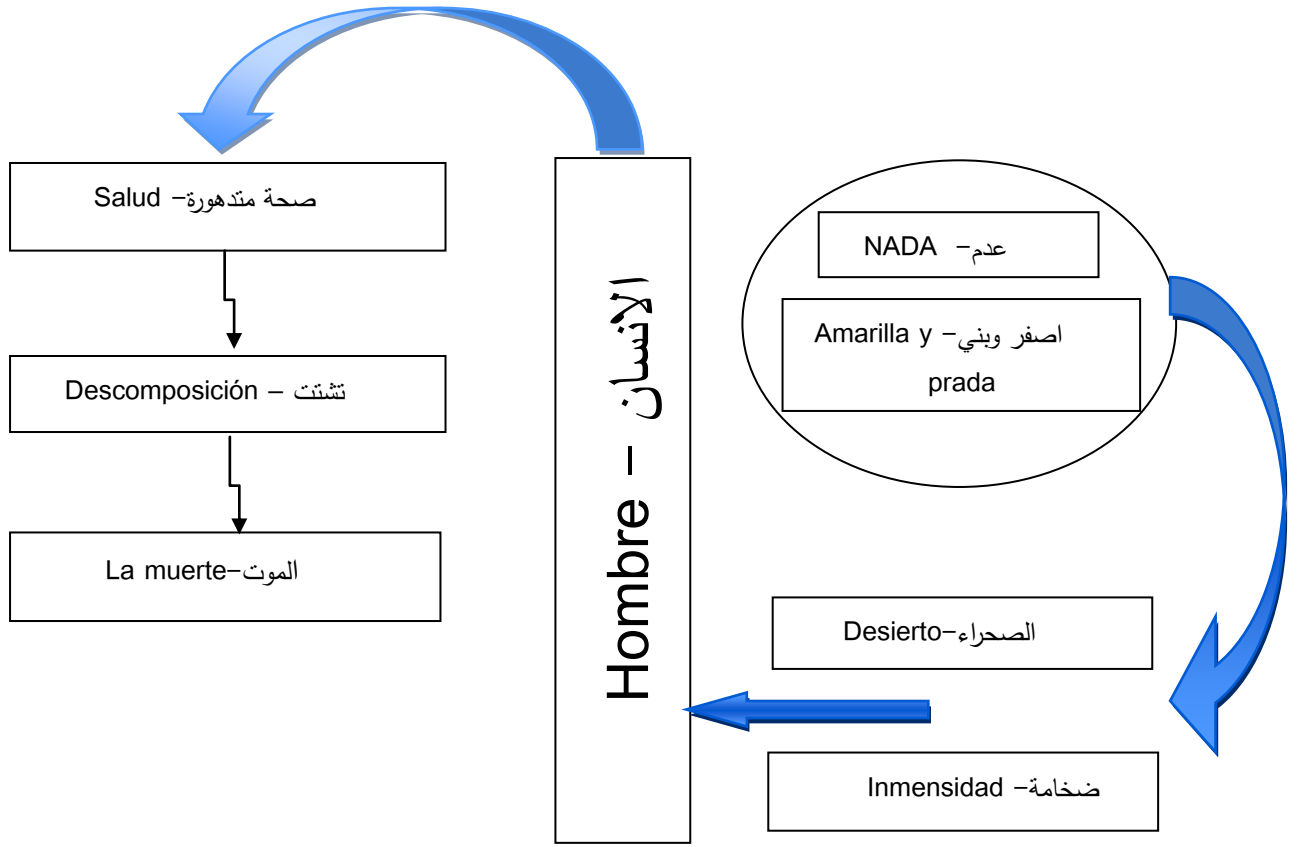 Salud –صحة متدهورة
Descomposición – تشتت
La muerte–الموت
Hombre – الانسان
NADA –عدم
Amarilla y –اصفر وبني
prada
Desierto–الصحراء
Inmensidad –ضخامة